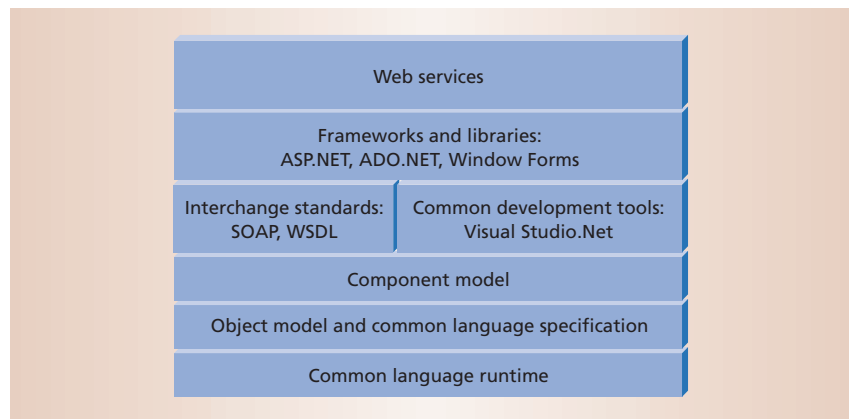 Web services
Frameworks and libraries:
ASP.NET, ADO.NET, Window Forms
Interchange standards:
SOAP, WSDL
Common development tools:
Visual Studio.Net
Component model
Object model and common language specification
Common language runtime